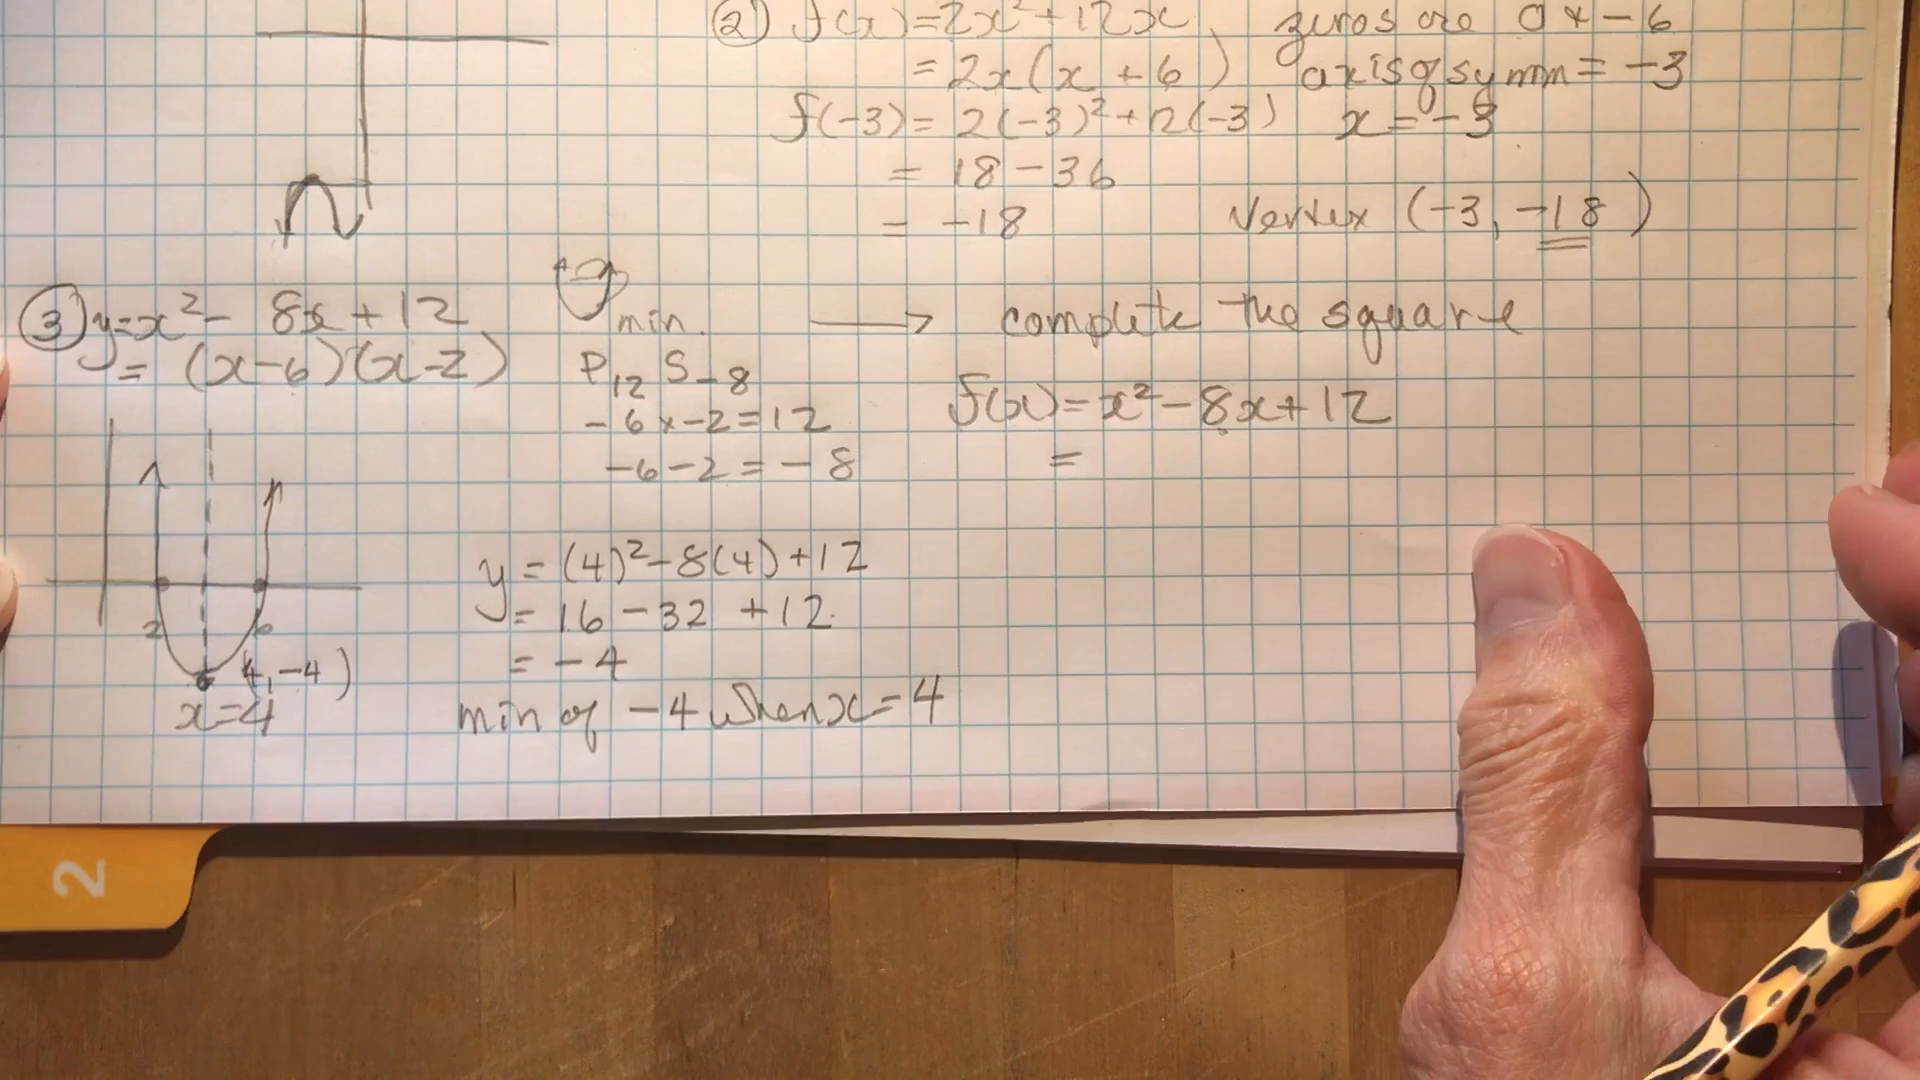 ② f(x)=2x²+12x zeros are 0 & -6
= 2x(x+6) axis of symm = -3
f(-3) = 2(-3)²+12(-3) x=-3
= 18-36
= -18 Vertex (-3, -18)
③ y=x²- 8x+12 min. → complete the square
= (x-6)(x-2) P12 S-8
-6x-2=12 f(x)=x²-8x+12
-6-2=-8 =
y = (4)²-8(4)+12
= 16-32+12
2 6
= -4
(4,-4)
x=4 min of -4 when x=4
2